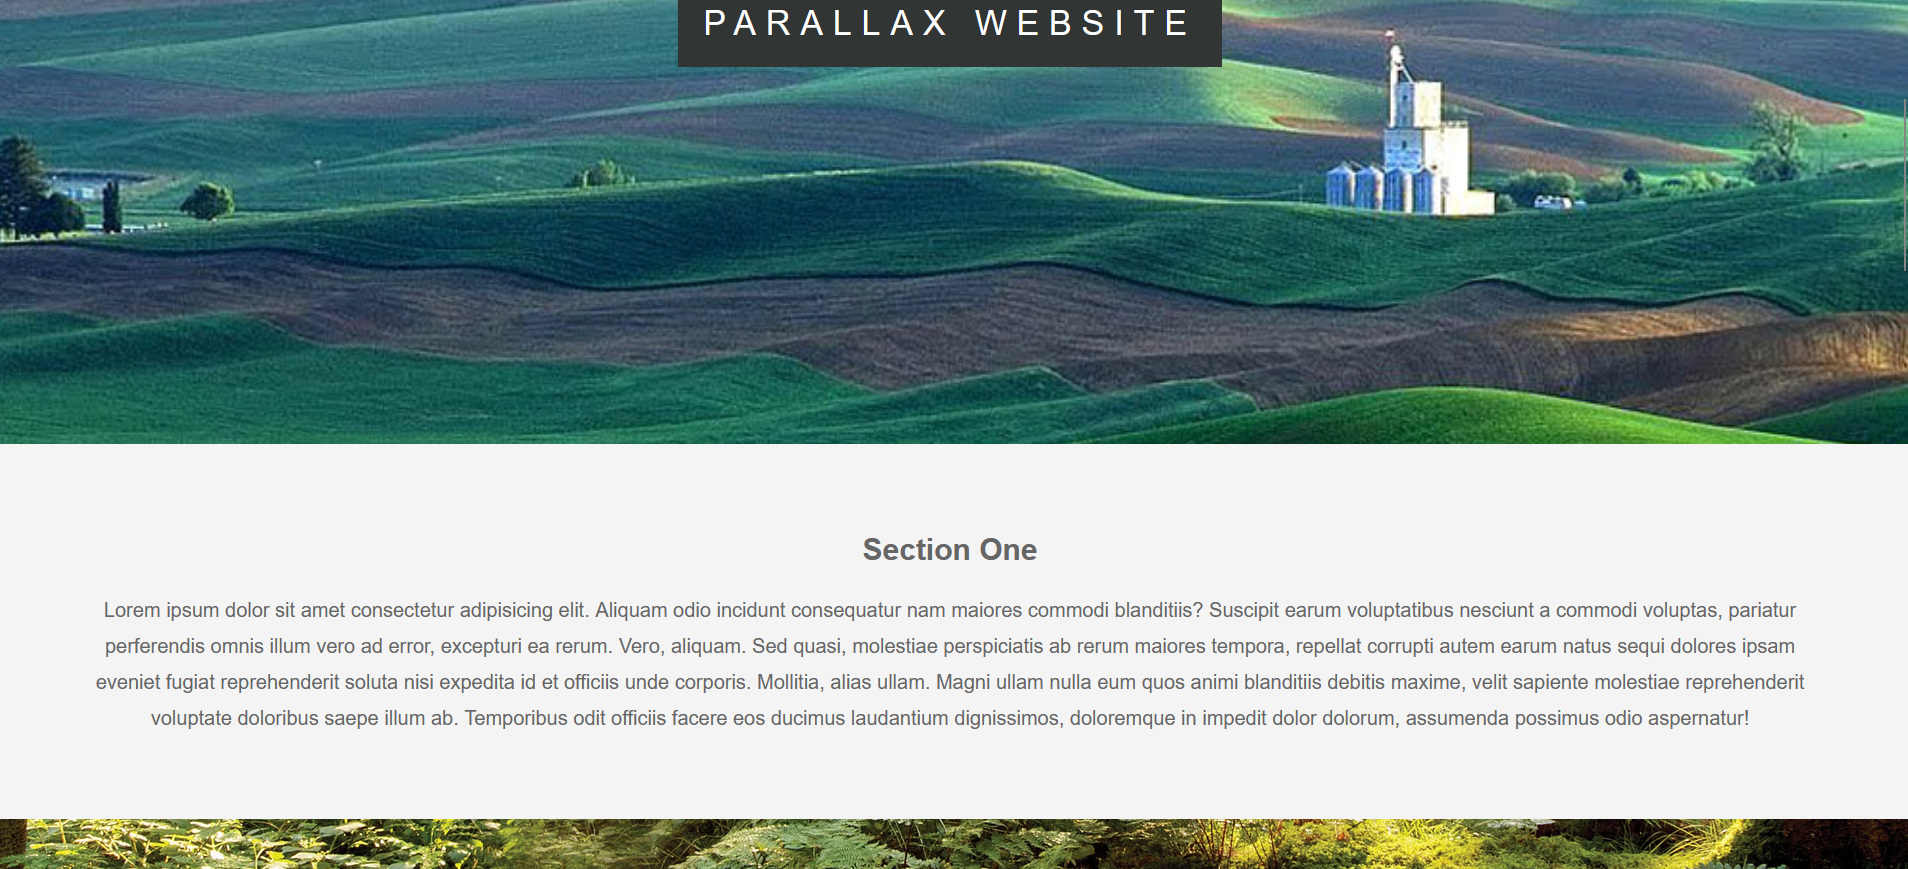 PARALLAX WEBSITE
Section One
Lorem ipsum dolor sit amet consectetur adipisicing elit. Aliquam odio incidunt consequatur nam maiores commodi blanditiis? Suscipit earum voluptatibus nesciunt a commodi voluptas, pariatur
perferendis omnis illum vero ad error, excepturi ea rerum. Vero, aliquam. Sed quasi, molestiae perspiciatis ab rerum maiores tempora, repellat corrupti autem earum natus sequi dolores ipsam
eveniet fugiat reprehenderit soluta nisi expedita id et officiis unde corporis. Mollitia, alias ullam. Magni ullam nulla eum quos animi blanditiis debitis maxime, velit sapiente molestiae reprehenderit
voluptate doloribus saepe illum ab. Temporibus odit officiis facere eos ducimus laudantium dignissimos, doloremque in impedit dolor dolorum, assumenda possimus odio aspernatur!